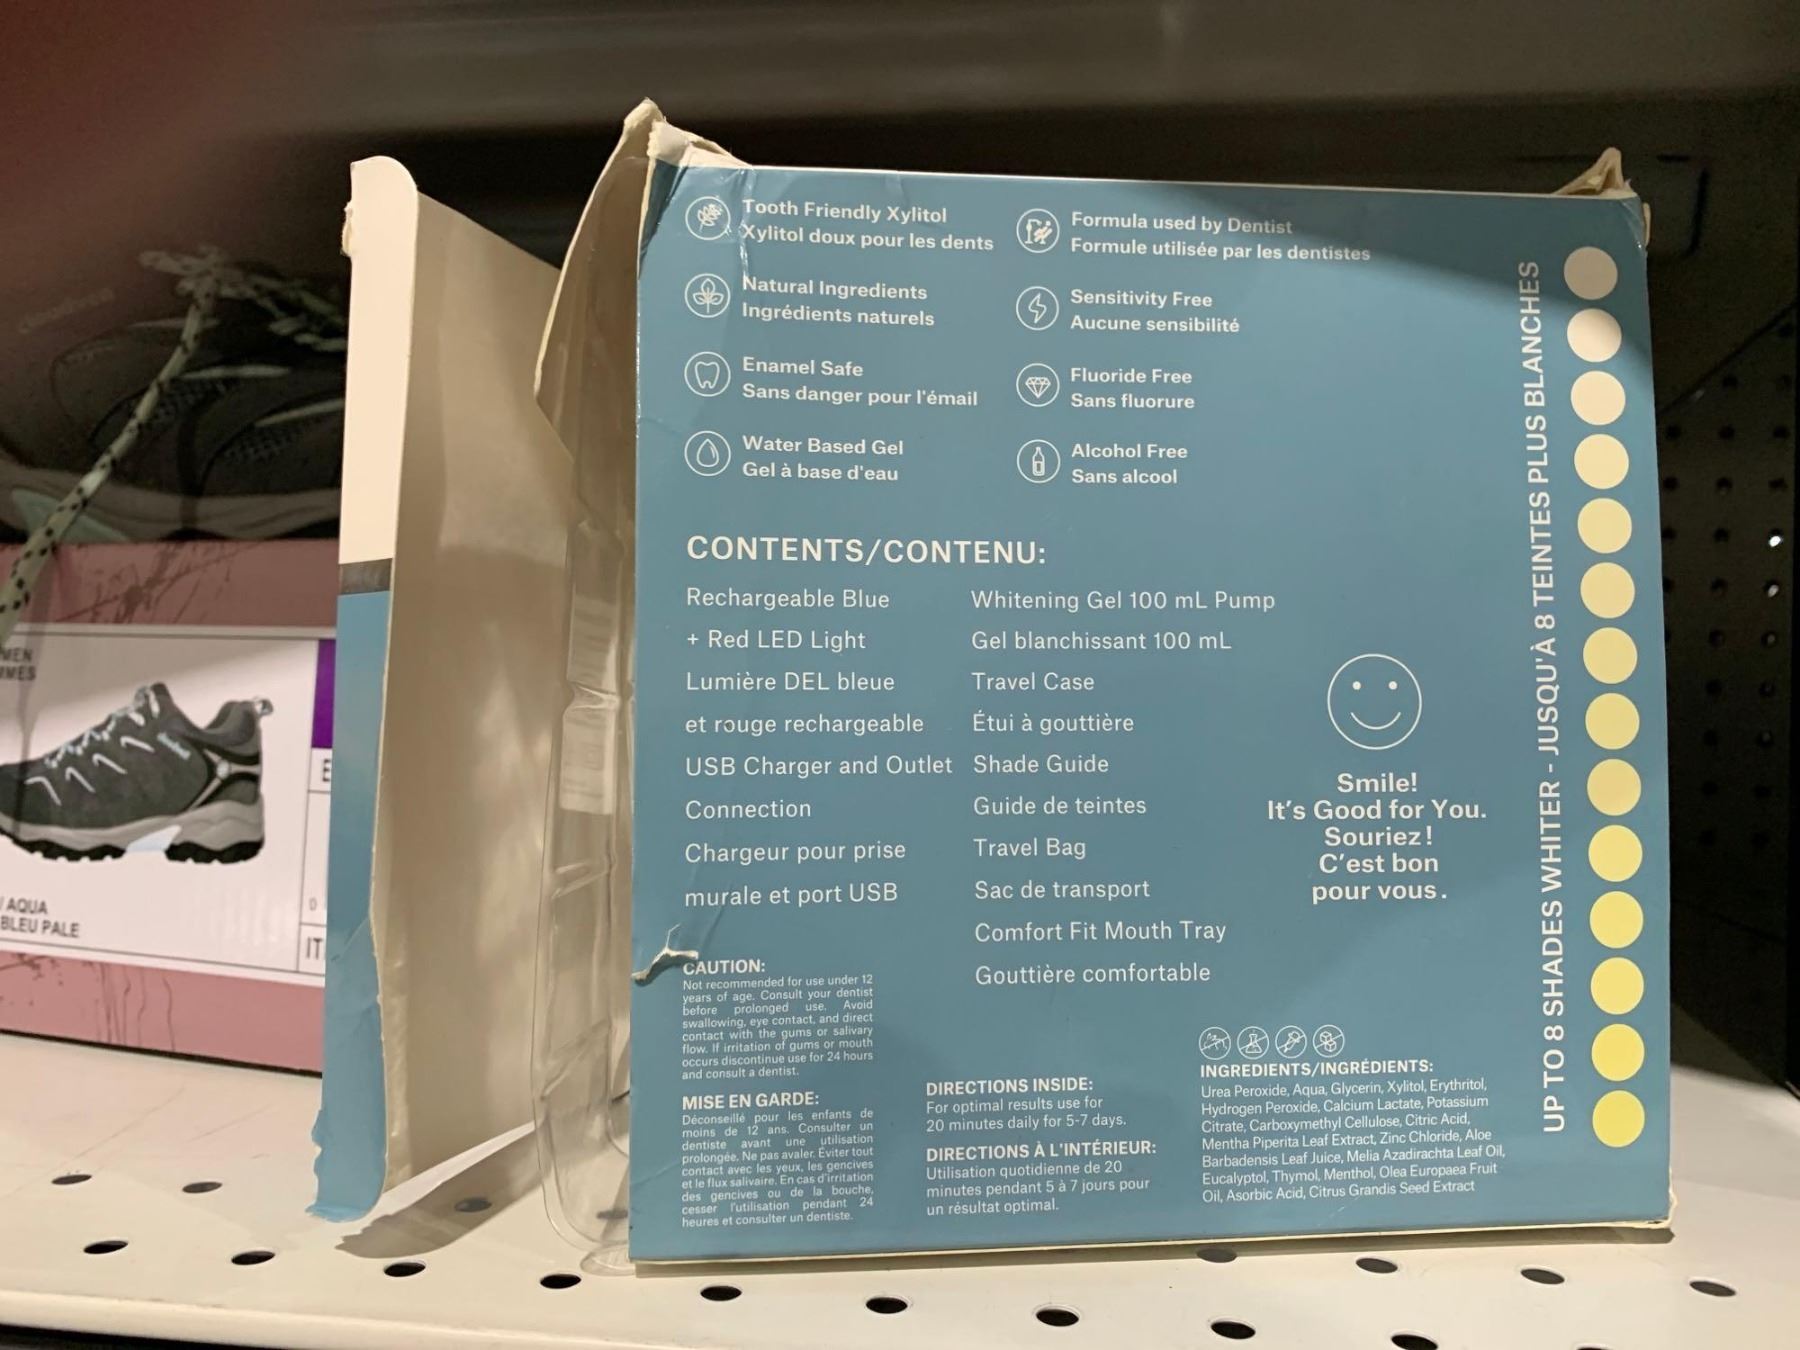 Tooth Friendly Xylitol
Xylitol doux pour les dents
Natural Ingredients
Ingrédients naturels
Enamel Safe
Sans danger pour l'émail
Water Based Gel
Gel à base d'eau
Formula used by Dentist
Formule utilisée par les dentistes
Sensitivity Free
Aucune sensibilité
Fluoride Free
Sans fluorure
Alcohol Free
Sans alcool
CONTENTS/CONTENU:
Rechargeable Blue
+ Red LED Light
Lumière DEL bleue
et rouge rechargeable
USB Charger and Outlet
Connection
Chargeur pour prise
murale et port USB
Whitening Gel 100 mL Pump
Gel blanchissant 100 mL
Travel Case
Étui à gouttière
Shade Guide
Guide de teintes
Travel Bag
Sac de transport
Comfort Fit Mouth Tray
Gouttière comfortable
Smile!
It's Good for You.
Souriez!
C'est bon
pour vous.
CAUTION:
Not recommended for use under 12
years of age. Consult your dentist
before prolonged use. Avoid
swallowing, eye contact, and direct
contact with the gums or salivary
flow. If irritation of gums or mouth
occurs discontinue use for 24 hours
and consult a dentist.
MISE EN GARDE:
Déconseillé pour les enfants de
moins de 12 ans. Consulter un
dentiste avant une utilisation
prolongée. Ne pas avaler. Éviter tout
contact avec les yeux, les gencives
et le flux salivaire. En cas d'irritation
des gencives ou de la bouche,
cesser l'utilisation pendant 24
heures et consulter un dentiste.
DIRECTIONS INSIDE:
For optimal results use for
20 minutes daily for 5-7 days.
DIRECTIONS À L'INTÉRIEUR:
Utilisation quotidienne de 20
minutes pendant 5 à 7 jours pour
un résultat optimal.
INGREDIENTS/INGRÉDIENTS:
Urea Peroxide, Aqua, Glycerin, Xylitol, Erythritol,
Hydrogen Peroxide, Calcium Lactate, Potassium
Citrate, Carboxymethyl Cellulose, Citric Acid,
Mentha Piperita Leaf Extract, Zinc Chloride, Aloe
Barbadensis Leaf Juice, Melia Azadirachta Leaf Oil,
Eucalyptol, Thymol, Menthol, Olea Europaea Fruit
Oil, Asorbic Acid, Citrus Grandis Seed Extract
UP TO 8 SHADES WHITER - JUSQU'À 8 TEINTES PLUS BLANCHES
MEN
MMES
/ AQUA
BLEU PALE
E
D
IT